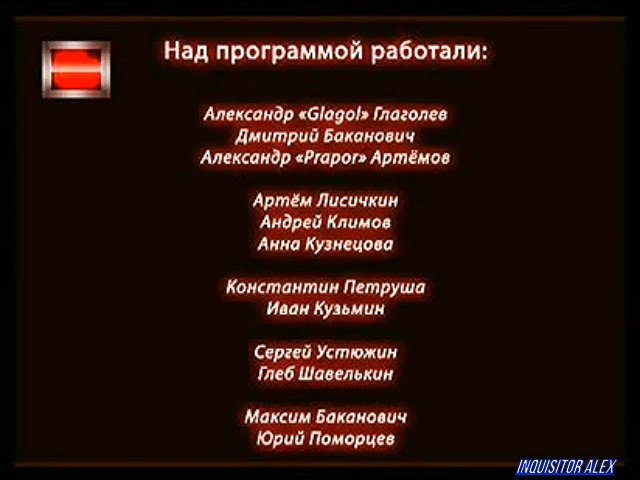 Над программой работали:
Александр «Glagol» Глаголев
Дмитрий Баканович
Александр «Prapor» Артёмов
Артём Лисичкин
Андрей Климов
Анна Кузнецова
Константин Петруша
Иван Кузьмин
Сергей Устюжин
Глеб Шавелькин
Максим Баканович
Юрий Поморцев
INQUISITOR ALEX